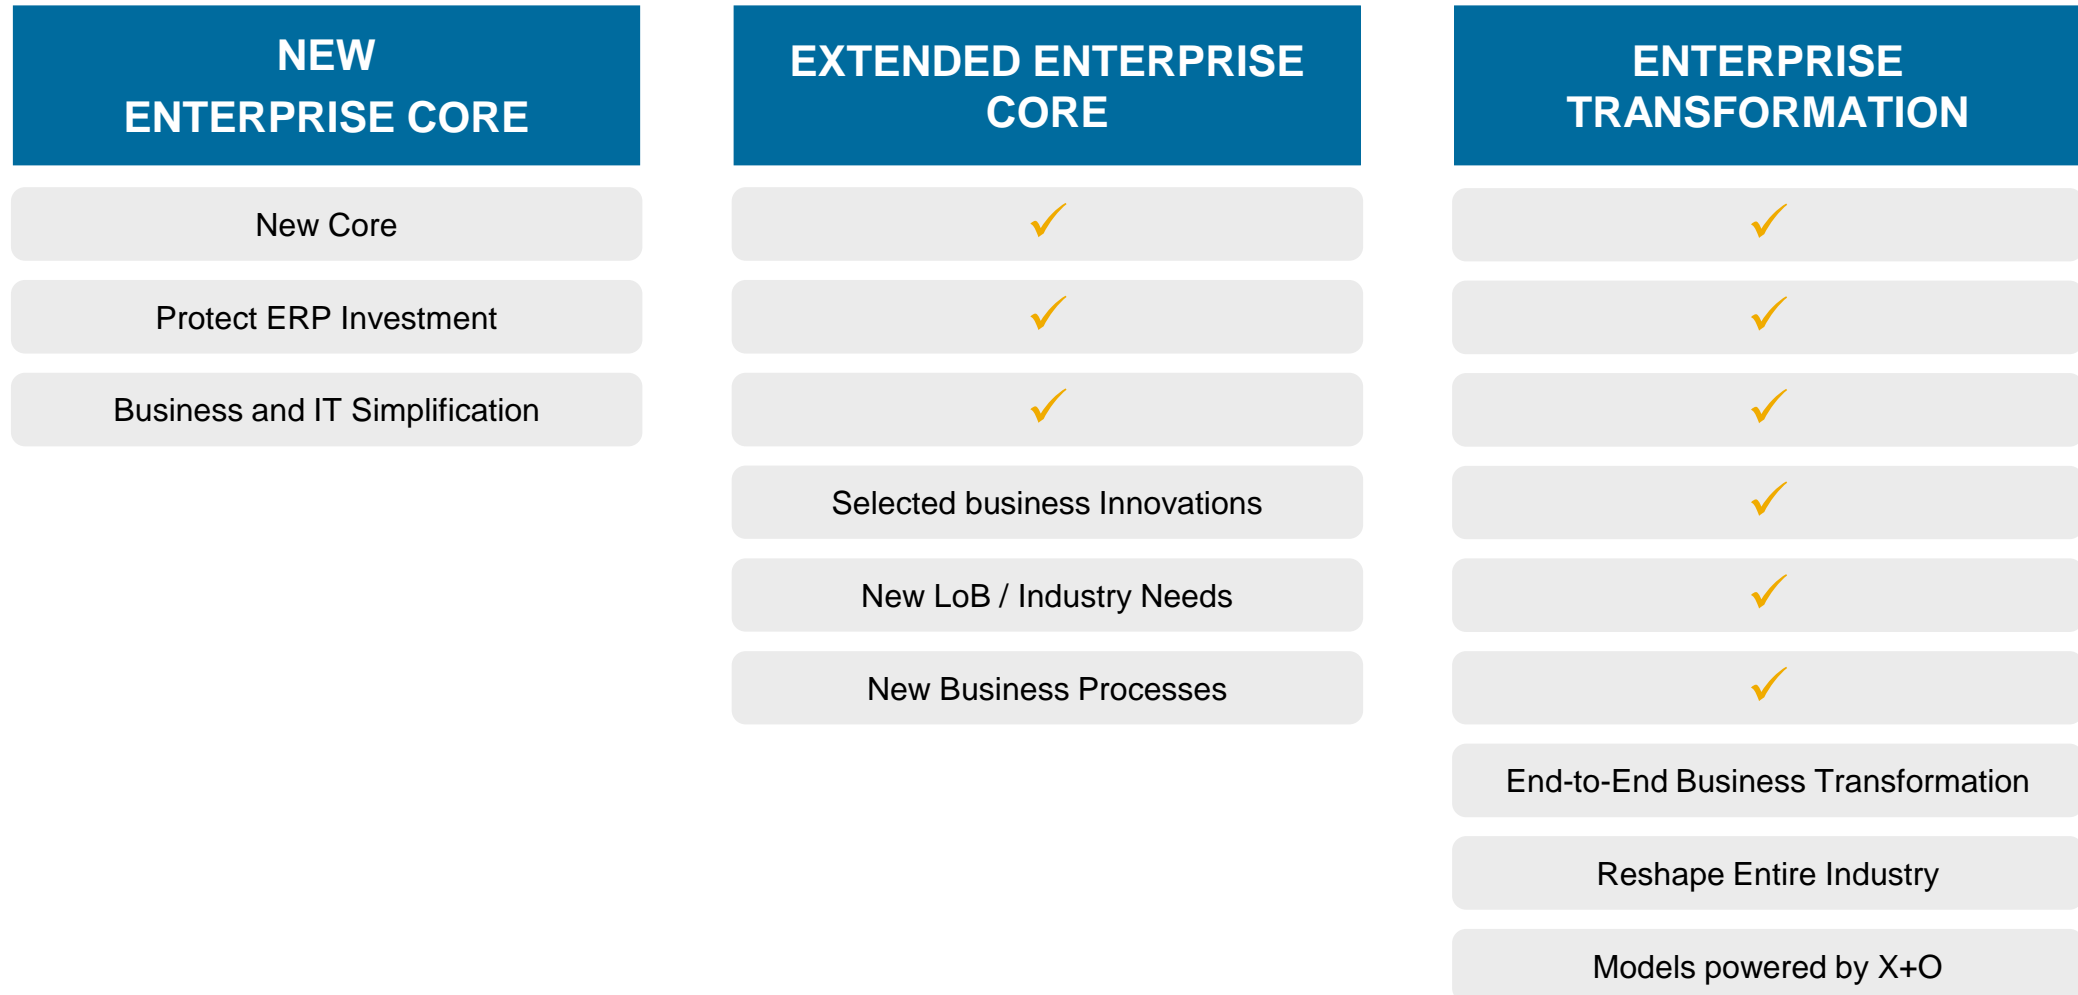 NEW
ENTERPRISE CORE
New Core
Protect ERP Investment
Business and IT Simplification
EXTENDED ENTERPRISE
CORE
✓
✓
✓
Selected business Innovations
New LoB / Industry Needs
New Business Processes
ENTERPRISE
TRANSFORMATION
✓
✓
✓
✓
✓
✓
End-to-End Business Transformation
Reshape Entire Industry
Models powered by X+O